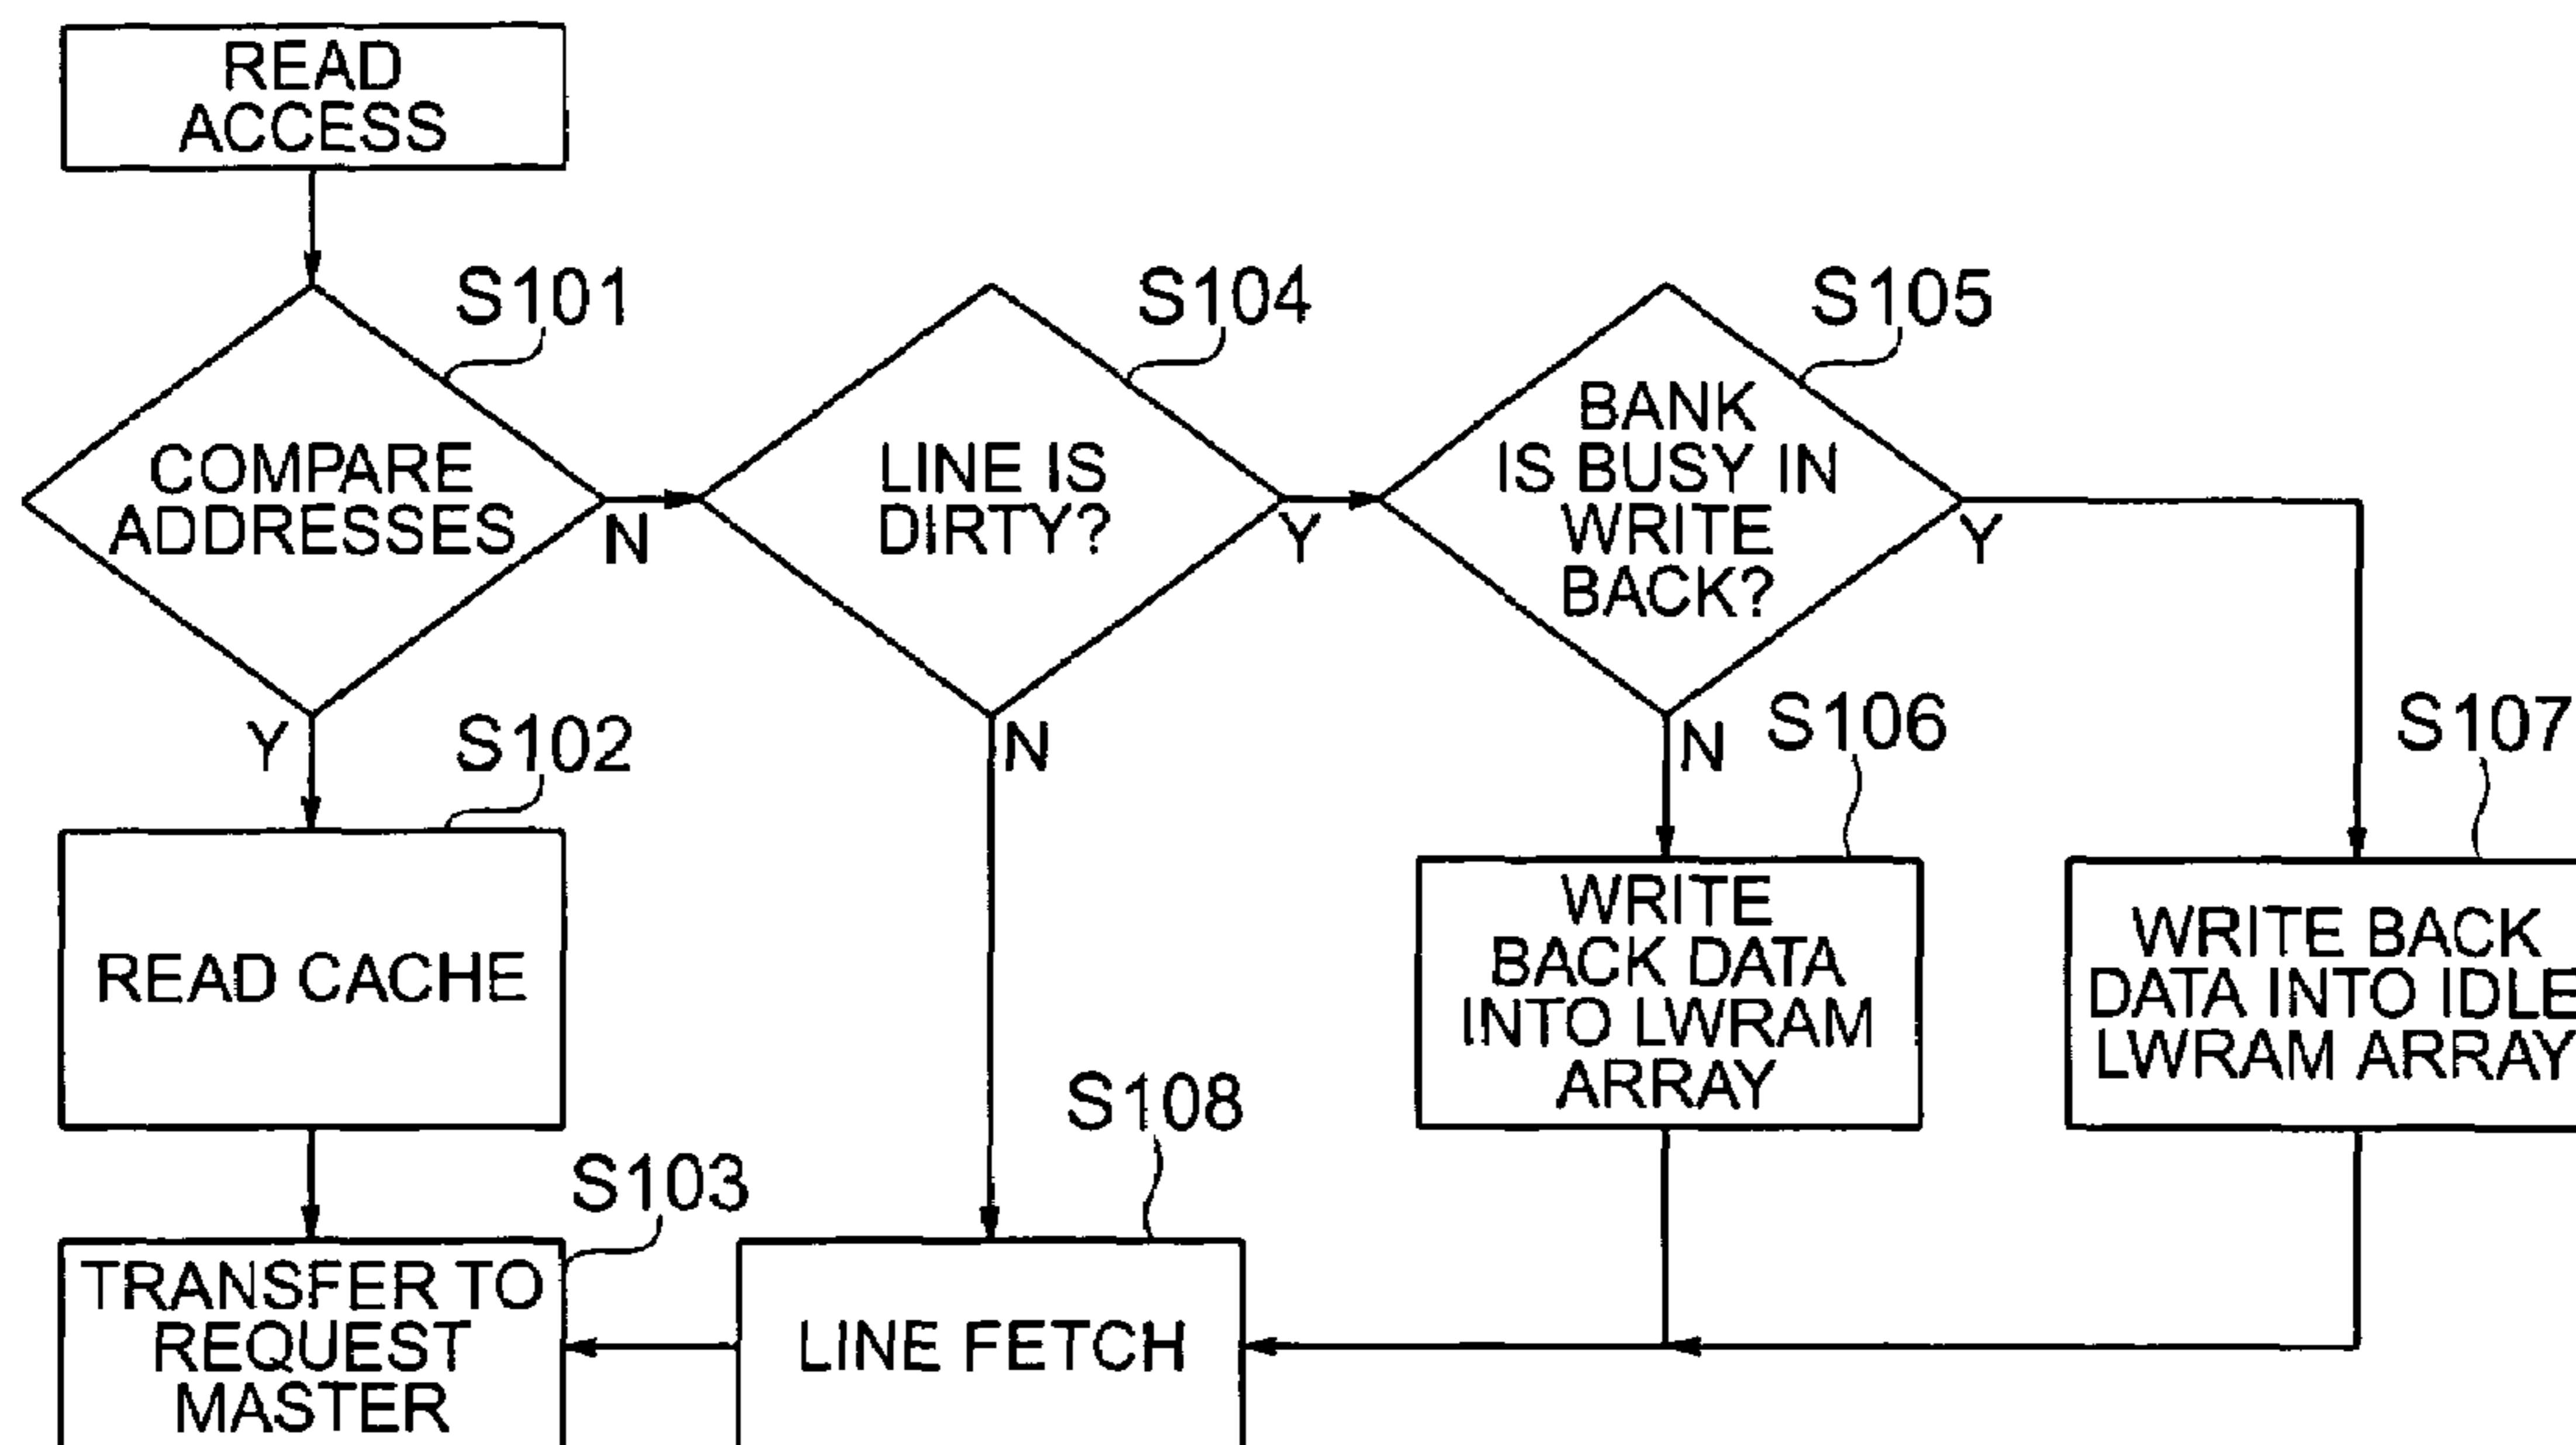 READ
ACCESS
S101
S104
S105
COMPARE
ADDRESSES
N
LINE IS
DIRTY?
Y
BANK
IS BUSY IN
WRITE
BACK?
Y
Y
S102
N
N
S106
S107
READ CACHE
WRITE
BACK DATA
INTO LWRAM
ARRAY
WRITE BACK
DATA INTO IDLE
LWRAM ARRAY
S103
S108
TRANSFER TO
REQUEST
MASTER
LINE FETCH